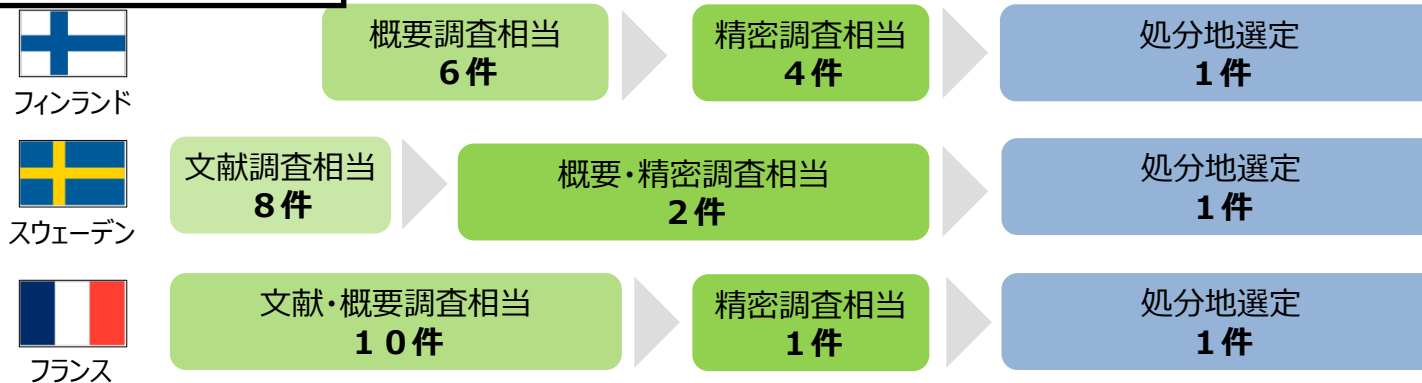 概要調査相当
6件
精密調査相当
4件
処分地選定
1件
フィンランド
文献調査相当
8件
概要・精密調査相当
2件
処分地選定
1件
スウェーデン
文献・概要調査相当
10件
精密調査相当
1件
処分地選定
1件
フランス